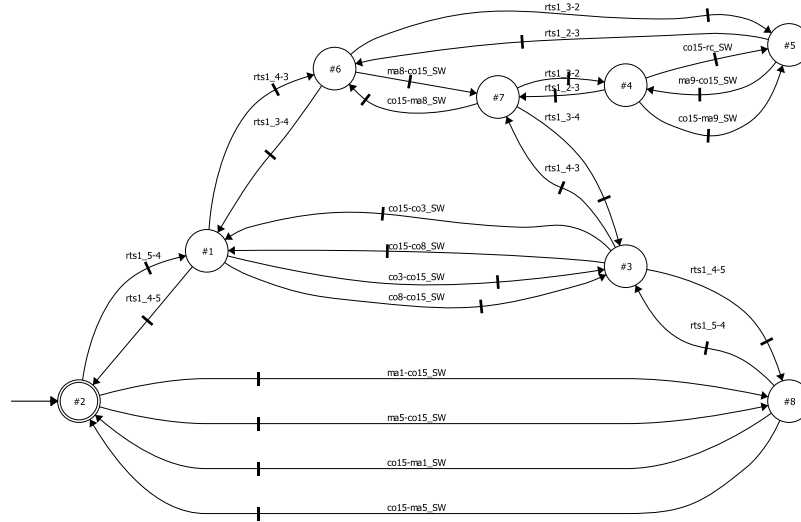 rts1_3-2
rts1_2-3
#5
co15-rc_SW
#6
rts1_4-3
ma8-co15_SW
rts1_3-2
#4
ma9-co15_SW
#7
rts1_2-3
co15-ma8_SW
rts1_3-4
rts1_3-4
co15-ma9_SW
rts1_4-3
co15-co3_SW
#1
co15-co8_SW
rts1_5-4
#3
rts1_4-5
co3-co15_SW
rts1_4-5
co8-co15_SW
rts1_5-4
ma1-co15_SW
#2
#8
ma5-co15_SW
co15-ma1_SW
co15-ma5_SW